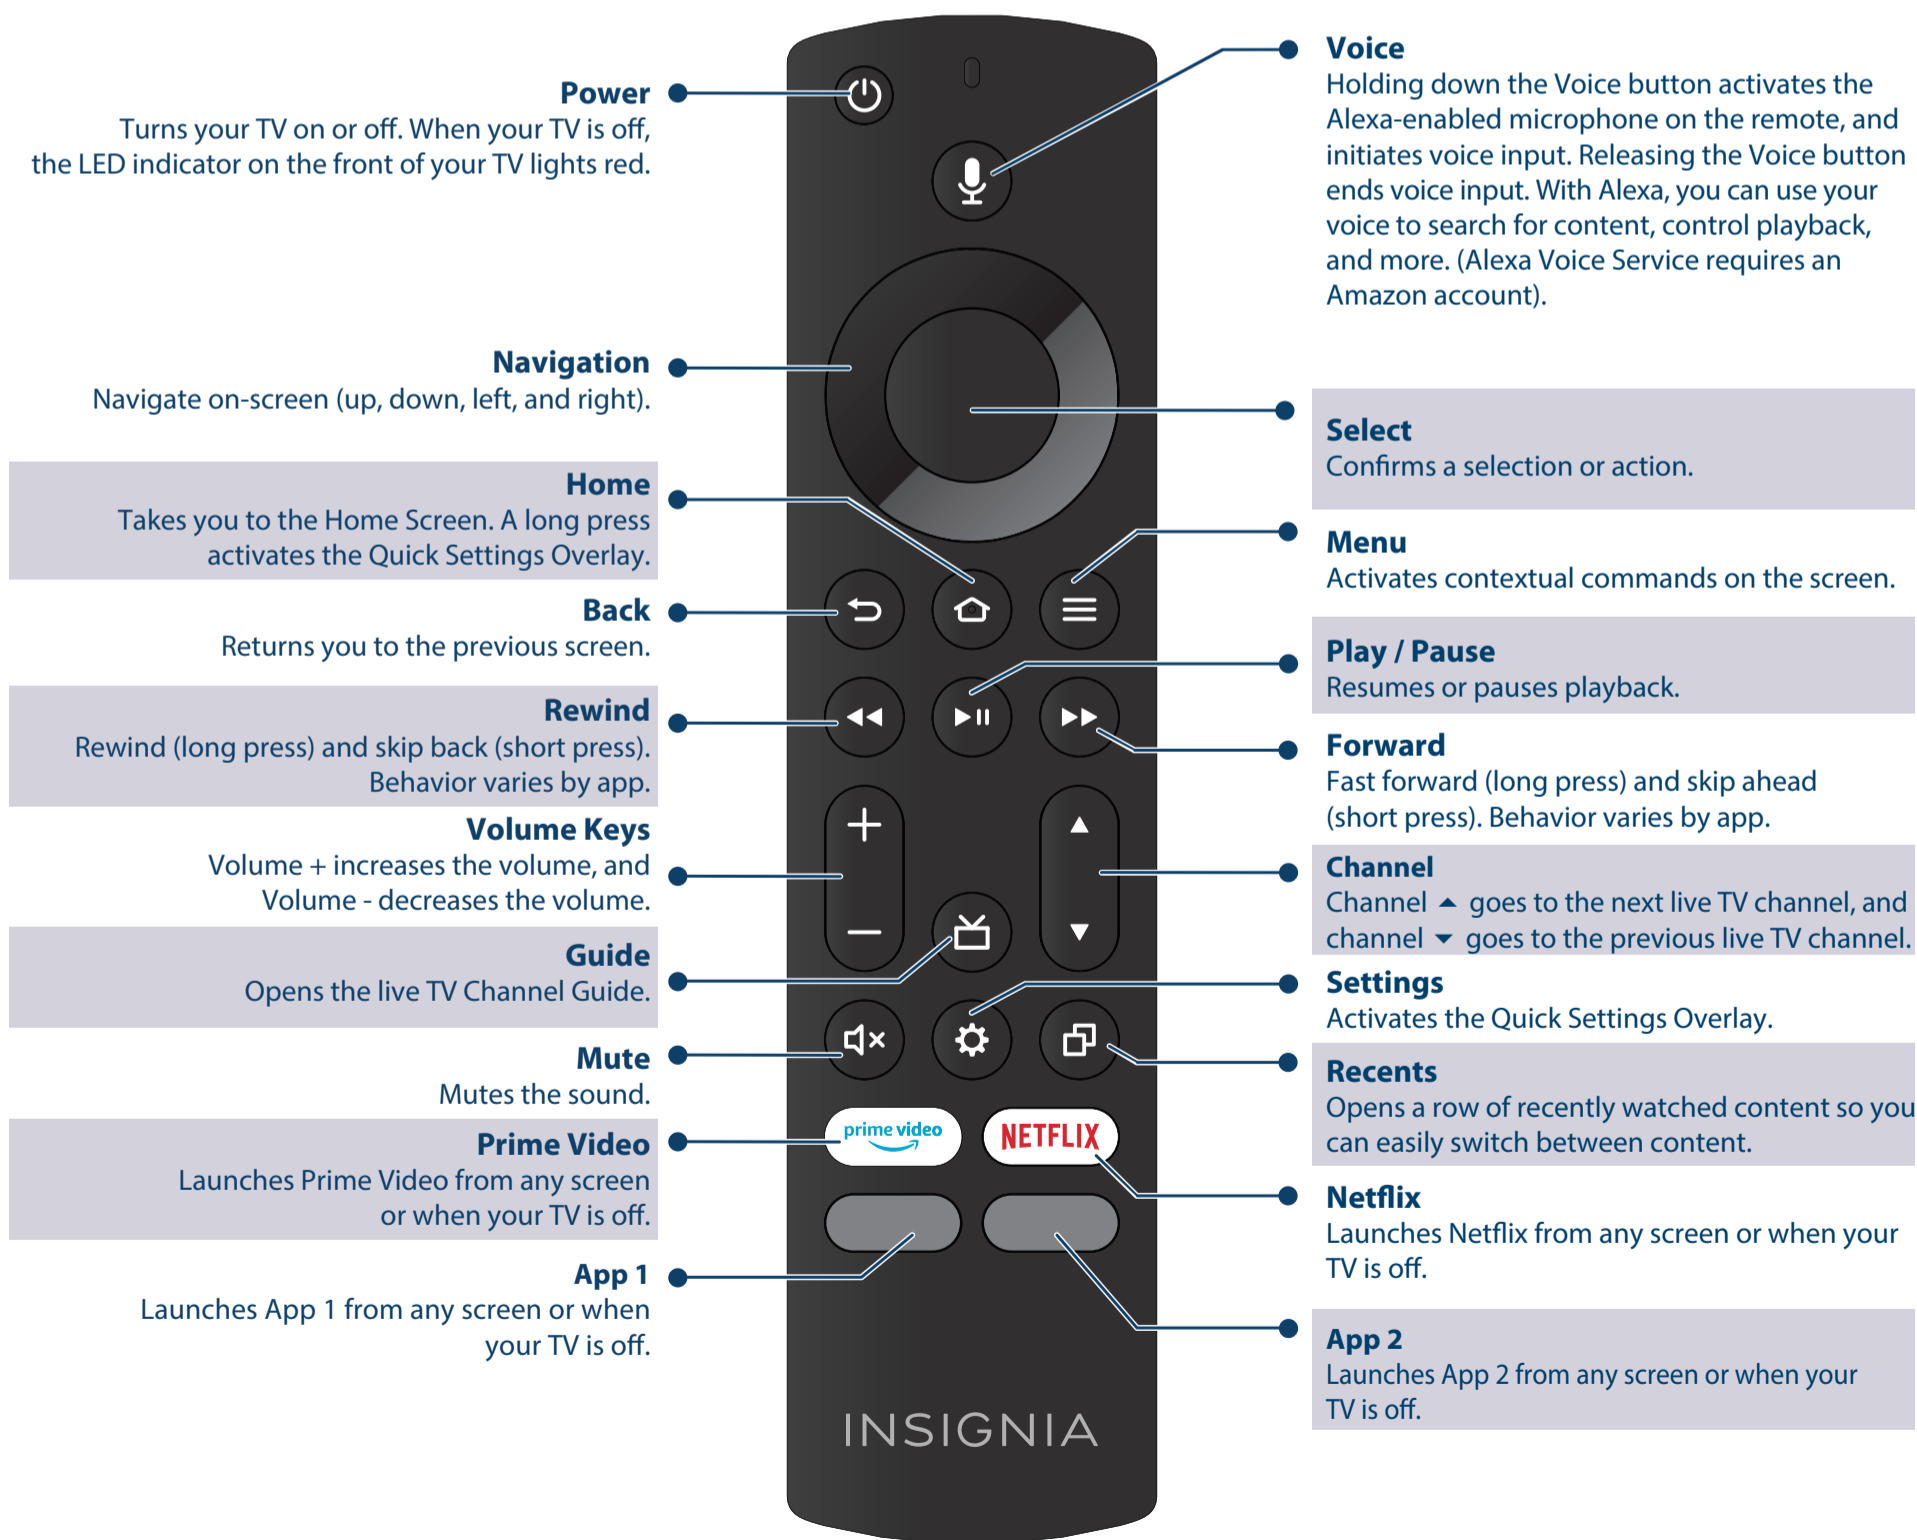 Power
Turns your TV on or off. When your TV is off,
the LED indicator on the front of your TV lights red.
Navigation
Navigate on-screen (up, down, left, and right).
Home
Takes you to the Home Screen. A long press
activates the Quick Settings Overlay.
Back
Returns you to the previous screen.
Rewind
Rewind (long press) and skip back (short press).
Behavior varies by app.
Volume Keys
Volume + increases the volume, and
Volume - decreases the volume.
Guide
Opens the live TV Channel Guide.
Mute
Mutes the sound.
Prime Video
Launches Prime Video from any screen
or when your TV is off.
App 1
Launches App 1 from any screen or when
your TV is off.
prime video
NETFLIX
INSIGNIA
Voice
Holding down the Voice button activates the
Alexa-enabled microphone on the remote, and
initiates voice input. Releasing the Voice button
ends voice input. With Alexa, you can use your
voice to search for content, control playback,
and more. (Alexa Voice Service requires an
Amazon account).
Select
Confirms a selection or action.
Menu
Activates contextual commands on the screen.
Play / Pause
Resumes or pauses playback.
Forward
Fast forward (long press) and skip ahead
(short press). Behavior varies by app.
Channel
Channel ▲ goes to the next live TV channel, and
channel ▼ goes to the previous live TV channel.
Settings
Activates the Quick Settings Overlay.
Recents
Opens a row of recently watched content so you
can easily switch between content.
Netflix
Launches Netflix from any screen or when your
TV is off.
App 2
Launches App 2 from any screen or when your
TV is off.